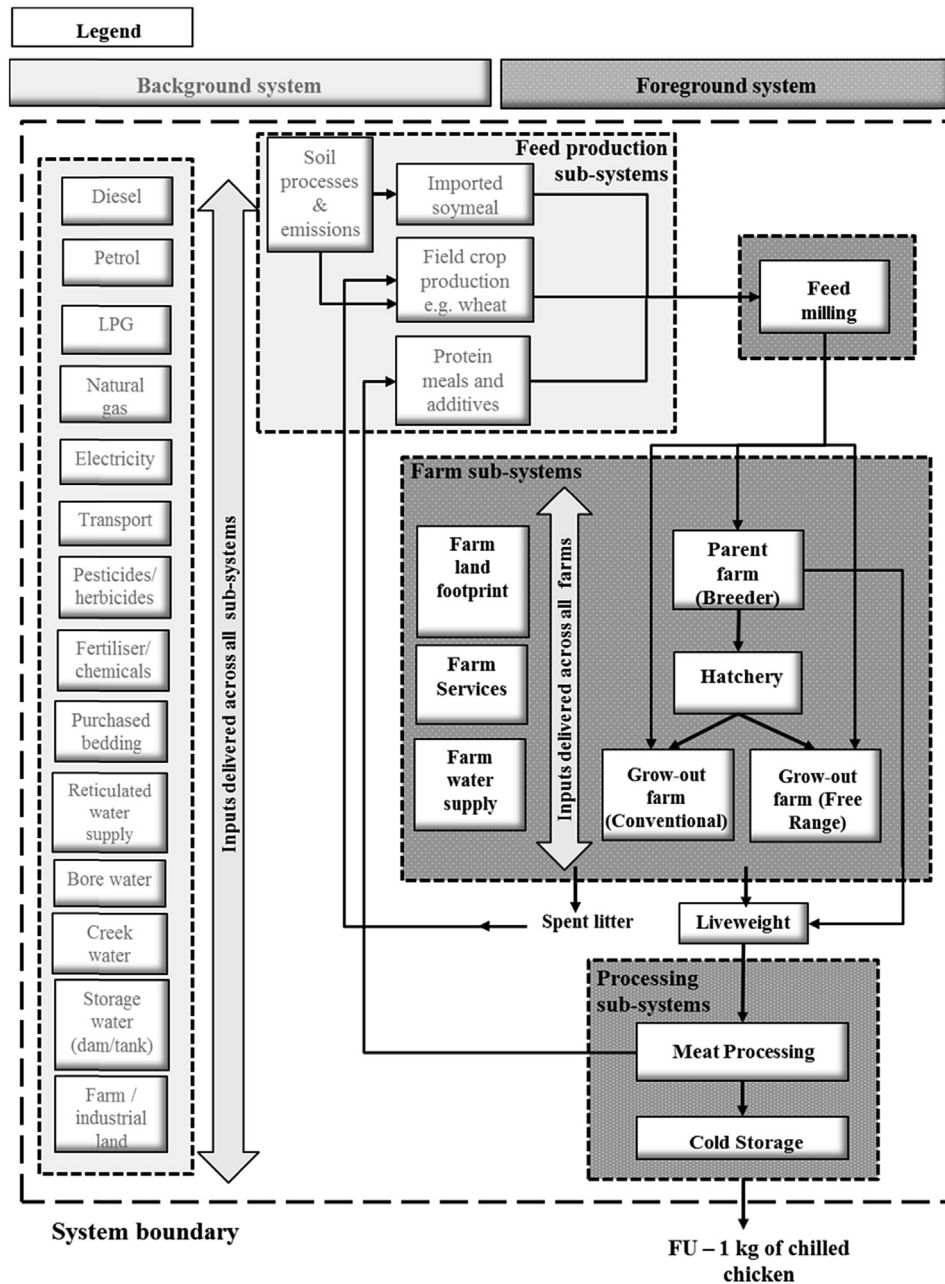 Legend
Background system
Foreground system
Diesel
Petrol
LPG
Natural
gas
Electricity
Transport
Pesticides/
herbicides
Fertiliser/
chemicals
Purchased
bedding
Reticulated
water
supply
Bore water
Creek
water
Storage
water
(dam/tank)
Farm /
industrial
land
Inputs delivered across all sub-systems
Feed production
sub-systems
Soil
processes
&
emissions
Imported
soymeal
Field crop
production
e.g. wheat
Protein
meals and
additives
Feed
milling
Farm sub-systems
Farm
land
footprint
Farm
Services
Farm
water
supply
Inputs delivered across all farms
Parent
farm
(Breeder)
Hatchery
Grow-out
farm
(Conventional)
Grow-out
farm (Free
Range)
Spent litter
Liveweight
Processing
sub-systems
Meat Processing
Cold Storage
System boundary
FU – 1 kg of chilled
chicken